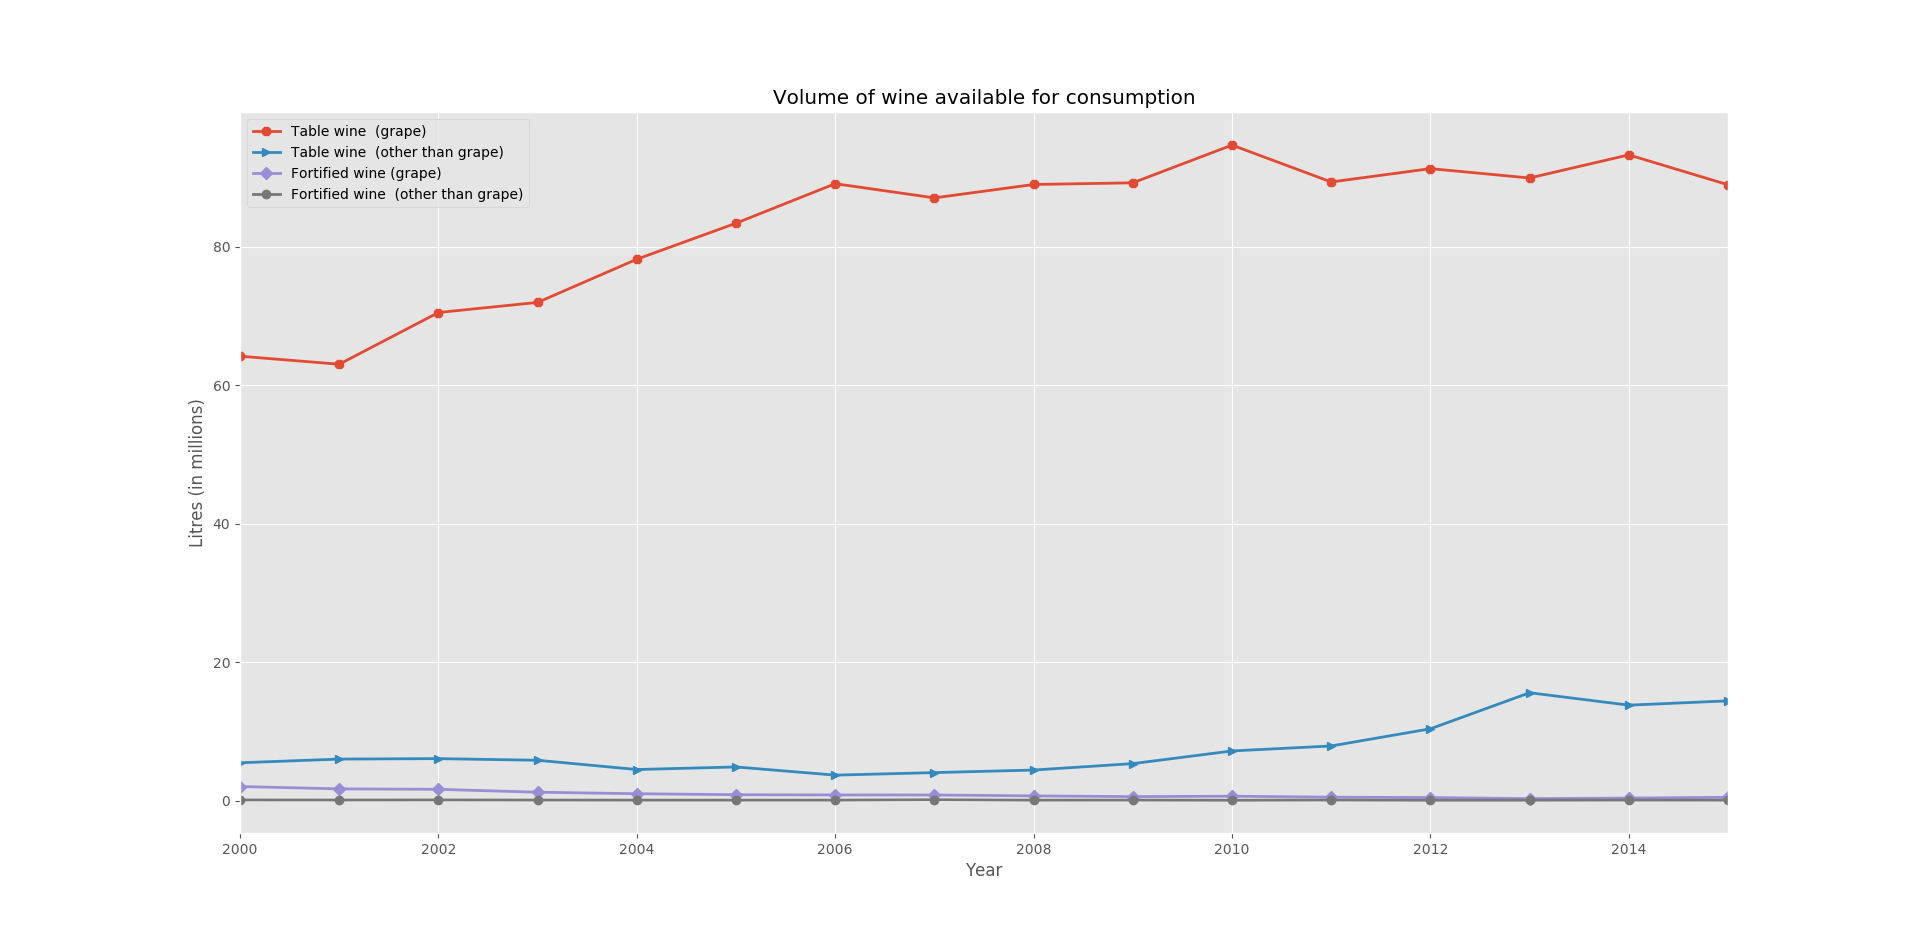 Volume of wine available for consumption
Table wine  (grape)
Table wine  (other than grape)
Fortified wine (grape)
Fortified wine  (other than grape)
80
60
40
20
0
Litres (in millions)
2000 2002 2004 2006 2008 2010 2012 2014
Year